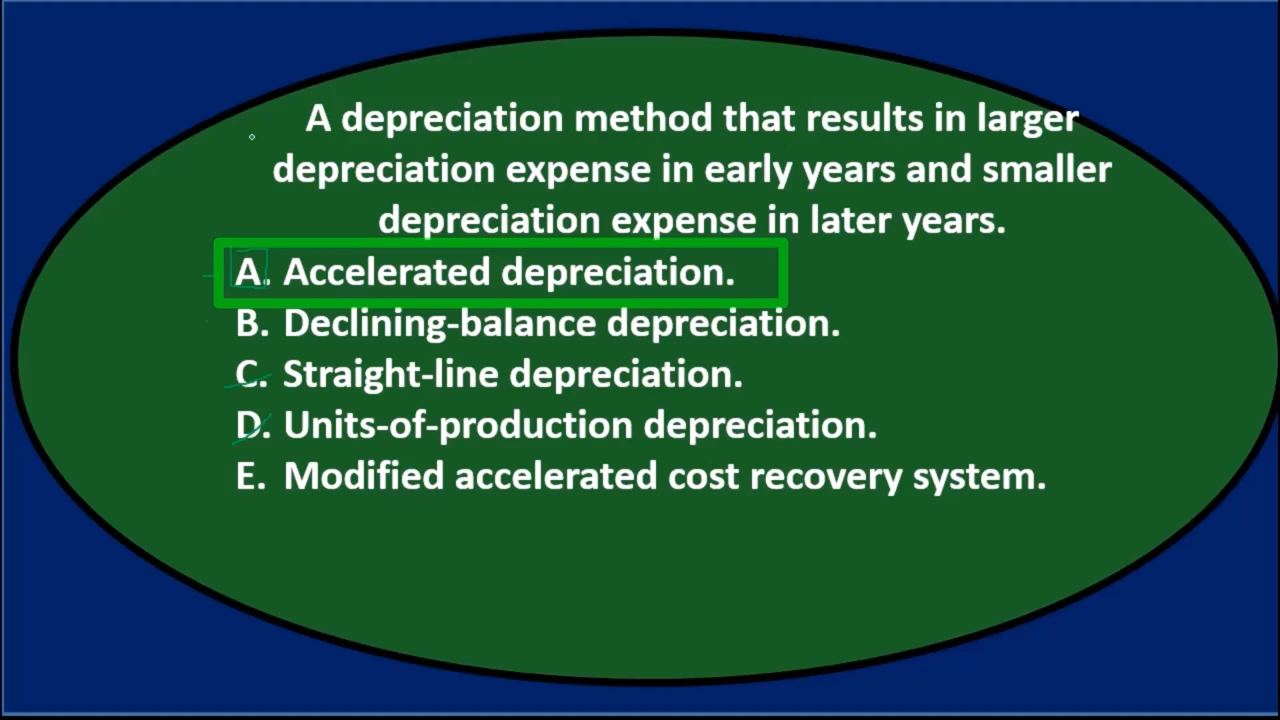 A depreciation method that results in larger
depreciation expense in early years and smaller
depreciation expense in later years.
A. Accelerated depreciation.
B. Declining-balance depreciation.
C. Straight-line depreciation.
D. Units-of-production depreciation.
E. Modified accelerated cost recovery system.